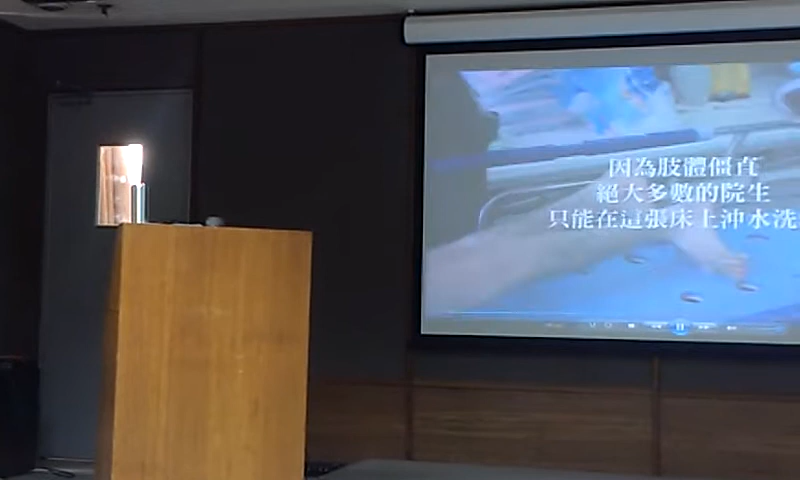 因為肢體僵直
絕大多數的院生
只能在這張床上沖水洗